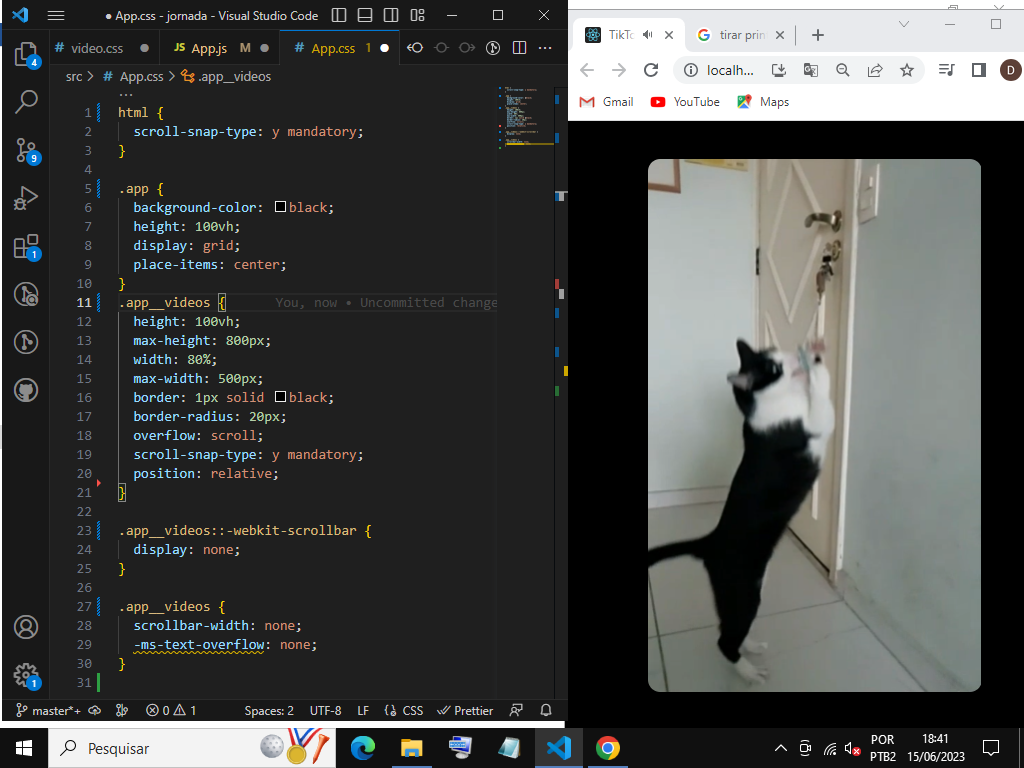 App.css - jornada - Visual Studio Code
# video.css
JS App.js M
# App.css 1
src > # App.css > .app__videos
...
1 html {
2 scroll-snap-type: y mandatory;
3 }
4
5 .app {
6 background-color: black;
7 height: 100vh;
8 display: grid;
9 place-items: center;
10 }
11 .app__videos { You, now • Uncommitted change
12 height: 100vh;
13 max-height: 800px;
14 width: 80%;
15 max-width: 500px;
16 border: 1px solid black;
17 border-radius: 20px;
18 overflow: scroll;
19 scroll-snap-type: y mandatory;
20 position: relative;
21 }
22
23 .app__videos::-webkit-scrollbar {
24 display: none;
25 }
26
27 .app__videos {
28 scrollbar-width: none;
29 -ms-text-overflow: none;
30 }
31
4
9
1
1
master*+ 0 1 Spaces: 2 UTF-8 LF {} CSS Prettier
TikTo
tirar prin
localh...
D
Gmail YouTube Maps
Pesquisar
POR
PTB2
18:41
15/06/2023